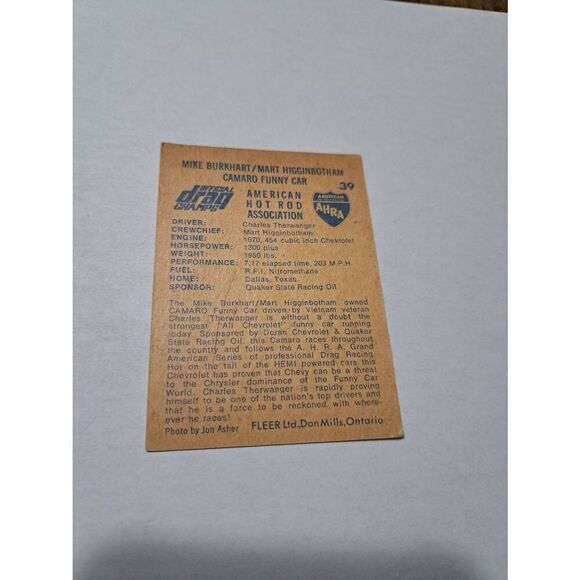 MIKE BURKHART/MART HIGGINBOTHAM
CAMARO FUNNY CAR
39
OFFICIAL
drag
CHAMPS
AMERICAN
HOT ROD
ASSOCIATION
AMERICAN
AHRA
DRIVER: Charles Therwanger
CREWCHIEF: Mart Higginbotham
ENGINE: 1970, 454 cubic inch Chevrolet
HORSEPOWER: 1300 plus
WEIGHT: 1950 lbs.
PERFORMANCE: 7.17 elapsed time, 203 M.P.H.
FUEL: R.F.I. Nitromethane
HOME: Dallas, Texas
SPONSOR: Quaker State Racing Oil
The Mike Burkhart/Mart Higginbotham owned
CAMARO Funny Car, driven by Vietnam veteran
Charles Therwanger is without a doubt the
strongest "All Chevrolet" funny car running
today. Sponsored by Doran Chevrolet & Quaker
State Racing Oil, this Camaro races throughout
the country and follows the A. H. R. A. Grand
American Series of professional Drag Racing.
Hot on the tail of the HEMI powered cars this
Chevrolet has proven that Chevy can be a threat
to the Chrysler dominance of the Funny Car
World. Charles Therwanger is rapidly proving
himself to be one of the nation's top drivers and
that he is a force to be reckoned with where-
ever he races!
Photo by Jon Asher
FLEER Ltd., Don Mills, Ontario